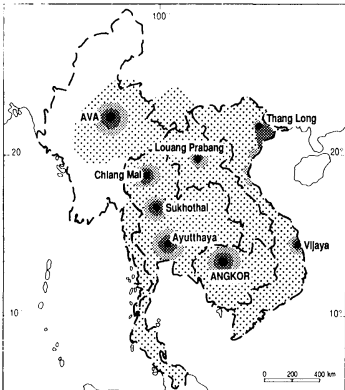 100°
AVA
Thang Long
Louang Prabang
20
20°
Chiang Mai
Sukhothai
Ayutthaya
Vijaya
ANGKOR
10
10°
0 200 400 km